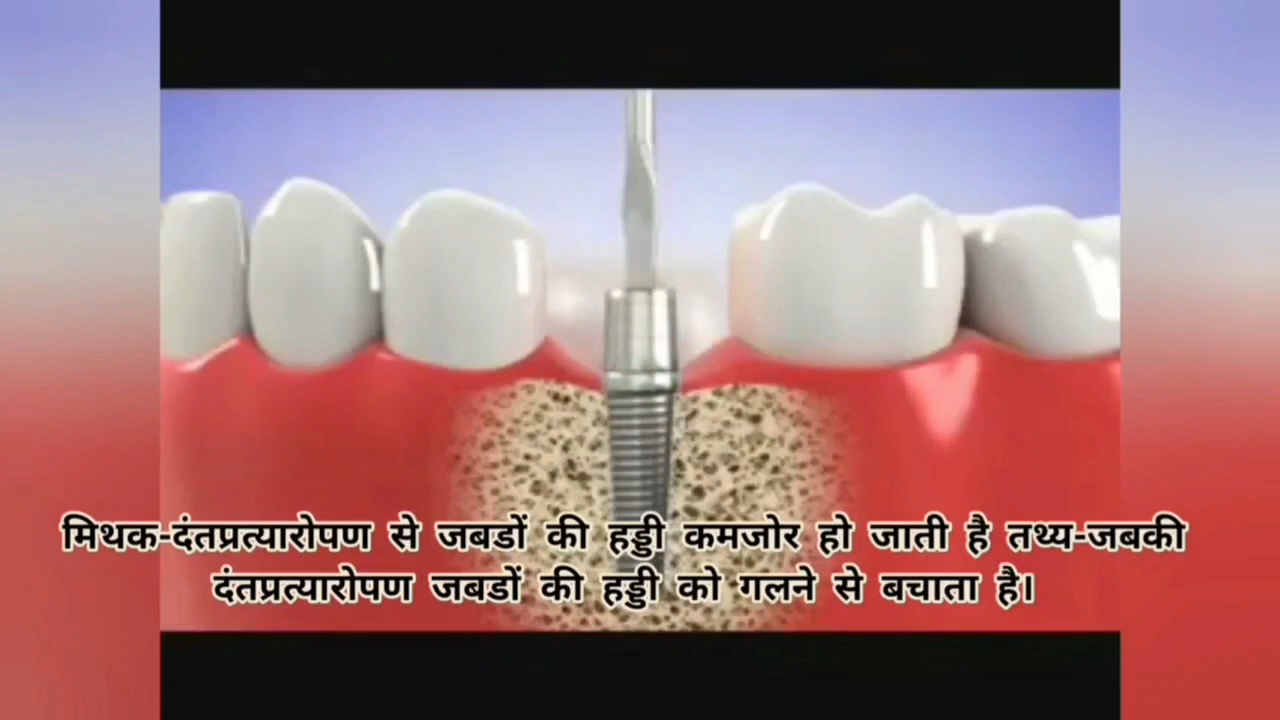 मिथक-दंतप्रत्यारोपण से जबडों की हड्डी कमजोर हो जाती है तथ्य-जबकी
दंतप्रत्यारोपण जबडों की हड्डी को गलने से बचाता है।